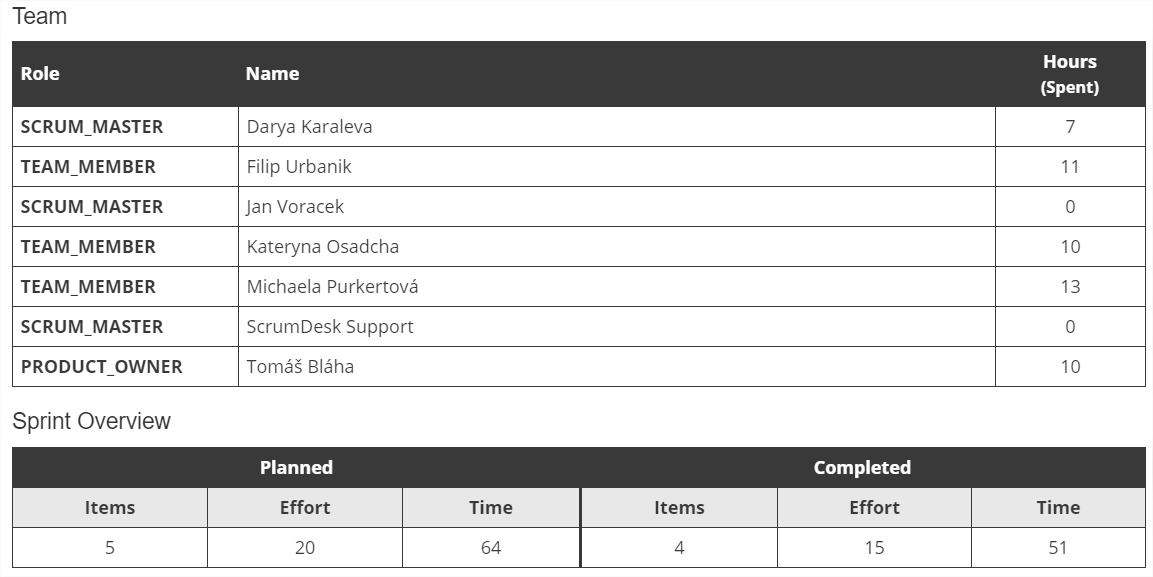 Team
Role Name Hours
(Spent)
SCRUM_MASTER Darya Karaleva 7
TEAM_MEMBER Filip Urbanik 11
SCRUM_MASTER Jan Voracek 0
TEAM_MEMBER Kateryna Osadcha 10
TEAM_MEMBER Michaela Purkertová 13
SCRUM_MASTER ScrumDesk Support 0
PRODUCT_OWNER Tomáš Bláha 10
Sprint Overview
Planned Completed
Items Effort Time Items Effort Time
5 20 64 4 15 51